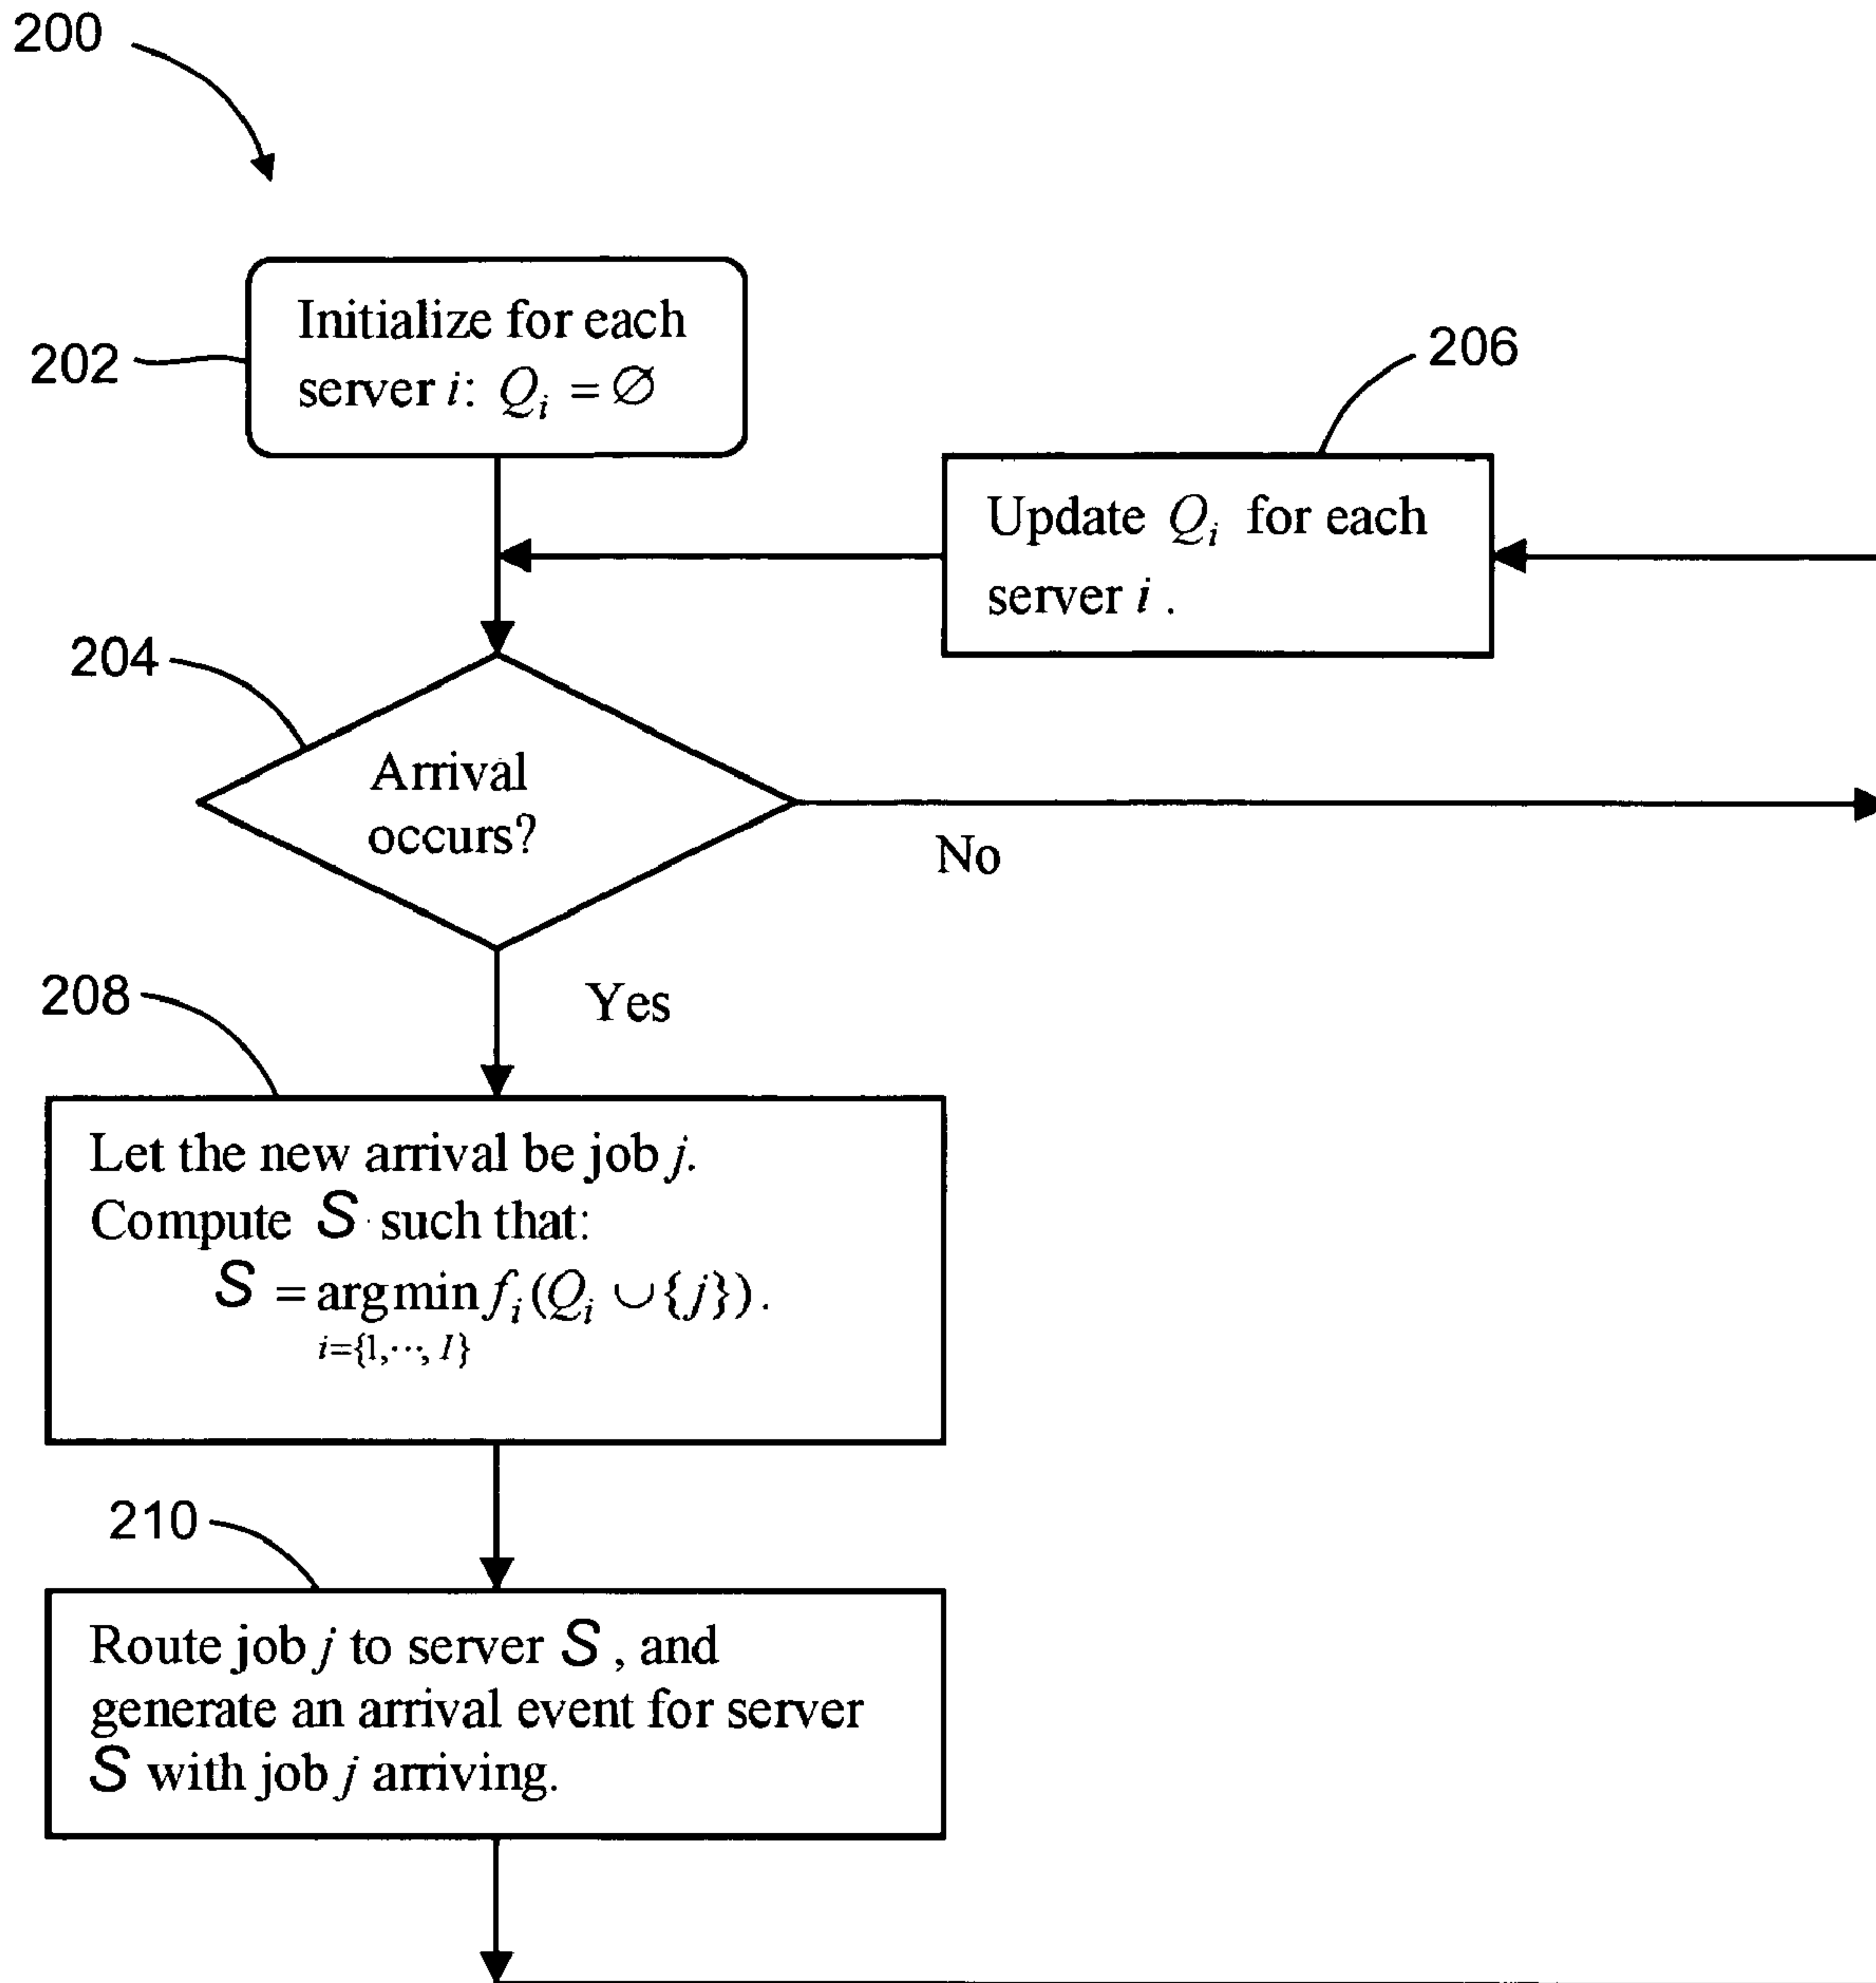 200
202
Initialize for each
server i: Q_i = ∅
206
Update Q_i for each
server i .
204
Arrival
occurs?
No
Yes
208
Let the new arrival be job j.
Compute S such that:
S = arg min f_i(Q_i ∪{j}).
i={1,⋯, I}
210
Route job j to server S , and
generate an arrival event for server
S with job j arriving.